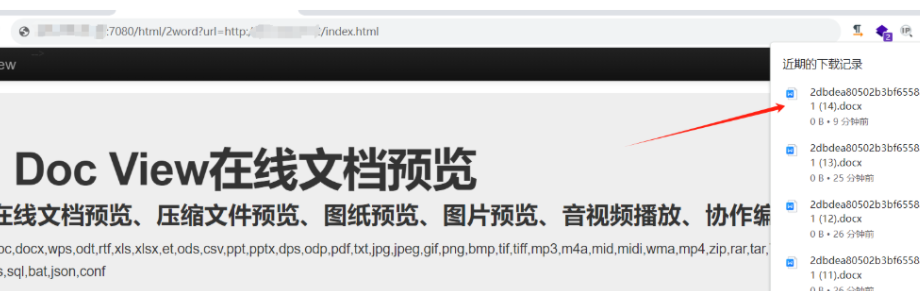 :7080/html/2word?url=http:/ /index.html
ew
近期的下载记录
2dbdea80502b3bf6558
1 (14).docx
0 B • 9 分钟前
2dbdea80502b3bf6558
1 (13).docx
0 B • 25 分钟前
2dbdea80502b3bf6558
1 (12).docx
0 B • 26 分钟前
2dbdea80502b3bf6558
1 (11).docx
0 B • 26 分钟前
Doc View在线文档预览
在线文档预览、压缩文件预览、图纸预览、图片预览、音视频播放、协作编
oc,docx,wps,odt,rtf,xls,xlsx,et,ods,csv,ppt,pptx,dps,odp,pdf,txt,jpg,jpeg,gif,png,bmp,tif,tiff,mp3,m4a,mid,midi,wma,mp4,zip,rar,tar,
s,sql,bat,json,conf